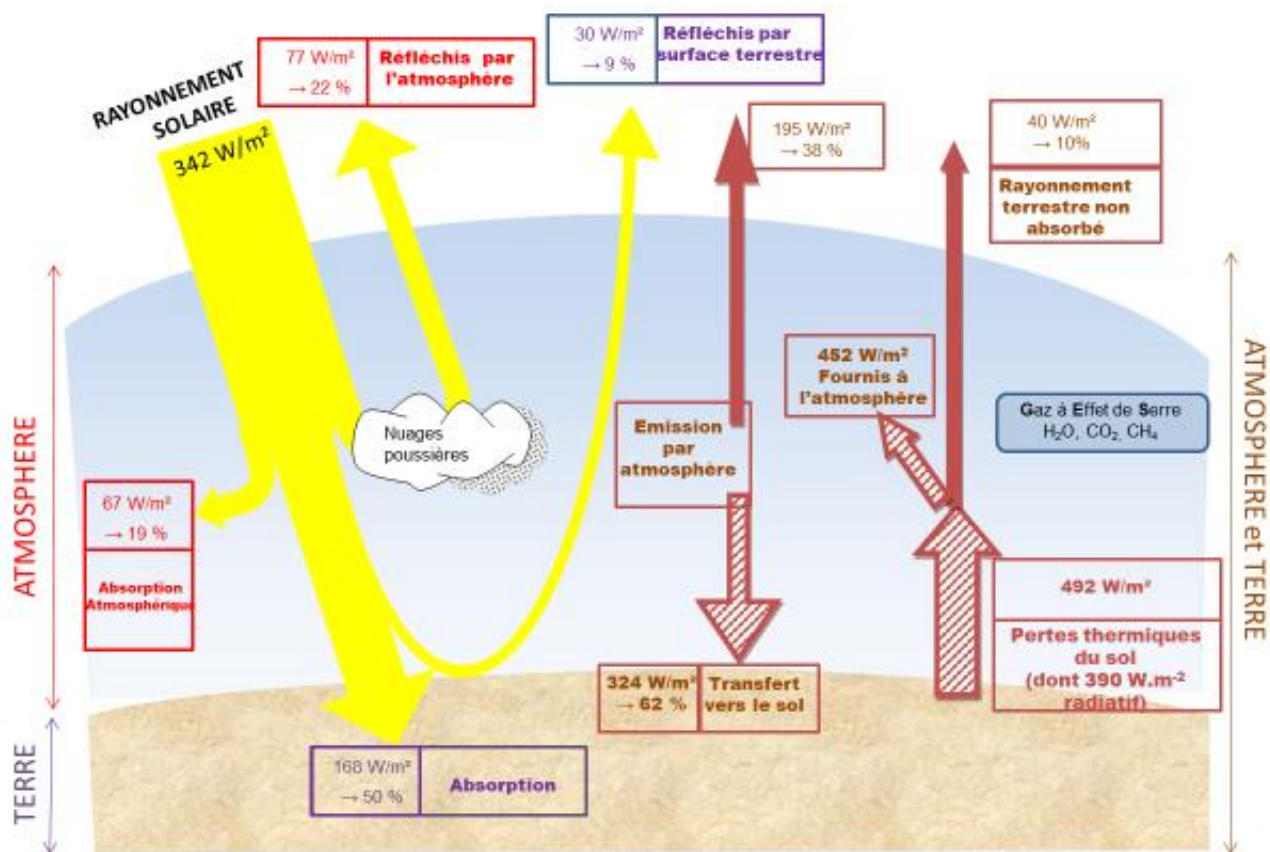 RAYONNEMENT
SOLAIRE
342 W/m²
77 W/m²
→ 22 %
Réfléchis par
l'atmosphère
30 W/m²
→ 9 %
Réfléchis par
surface terrestre
195 W/m²
→ 38 %
40 W/m²
→ 10%
Rayonnement
terrestre non
absorbé
ATMOSPHERE
TERRE
ATMOSPHERE et TERRE
Nuages
poussières
67 W/m²
→ 19 %
Absorption
Atmosphérique
452 W/m²
Fournis à
l'atmosphère
Gaz à Effet de Serre
H₂O, CO₂, CH₄
Emission
par
atmosphère
492 W/m²
Pertes thermiques
du sol
(dont 390 W.m⁻²
radiatif)
324 W/m²
→ 62 %
Transfert
vers le sol
168 W/m²
→ 50 %
Absorption